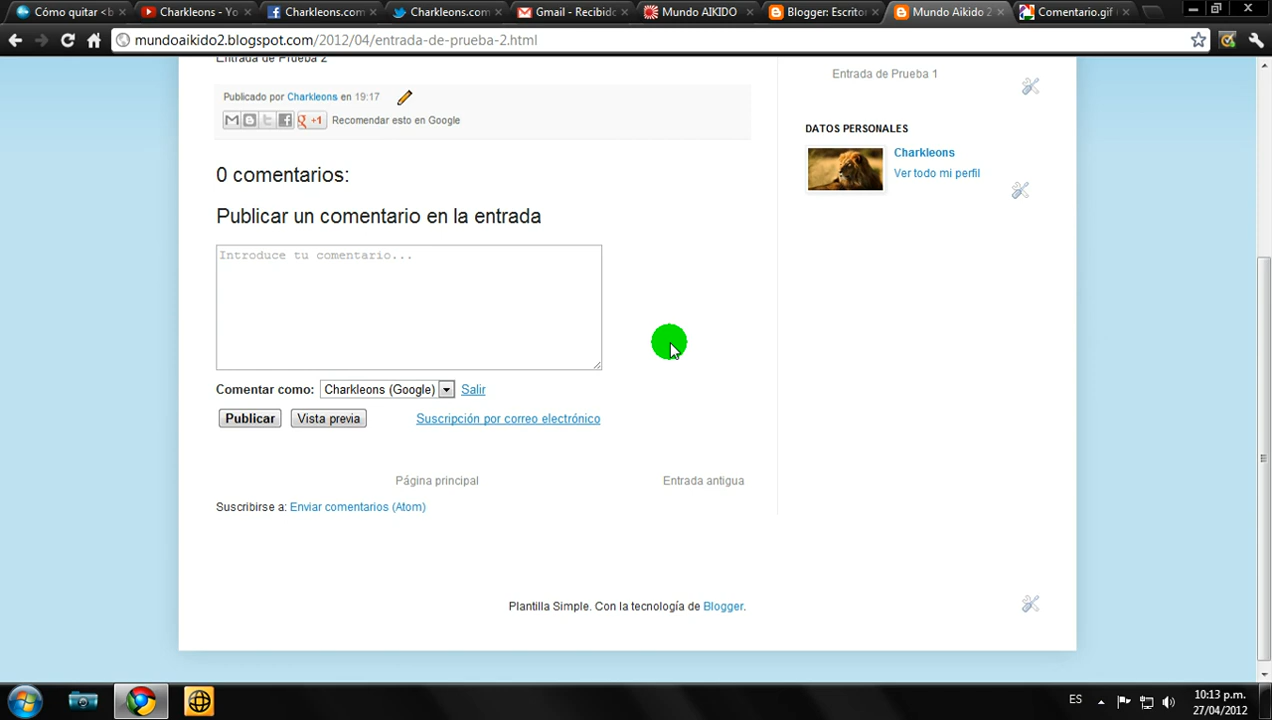 Cómo quitar <b
Charkleons - Yo
Charkleons.com
Charkleons.com
Gmail - Recibido
Mundo AIKIDO
Blogger: Escritor
Mundo Aikido 2
Comentario.gif
mundoaikido2.blogspot.com/2012/04/entrada-de-prueba-2.html
Entrada de Prueba 2
Entrada de Prueba 1
Publicado por Charkleons en 19:17
+1 Recomendar esto en Google
DATOS PERSONALES
Charkleons
Ver todo mi perfil
0 comentarios:
Publicar un comentario en la entrada
Introduce tu comentario...
Comentar como: Charkleons (Google) Salir
Publicar Vista previa Suscripción por correo electrónico
Página principal Entrada antigua
Suscribirse a: Enviar comentarios (Atom)
Plantilla Simple. Con la tecnología de Blogger.
ES
10:13 p.m.
27/04/2012